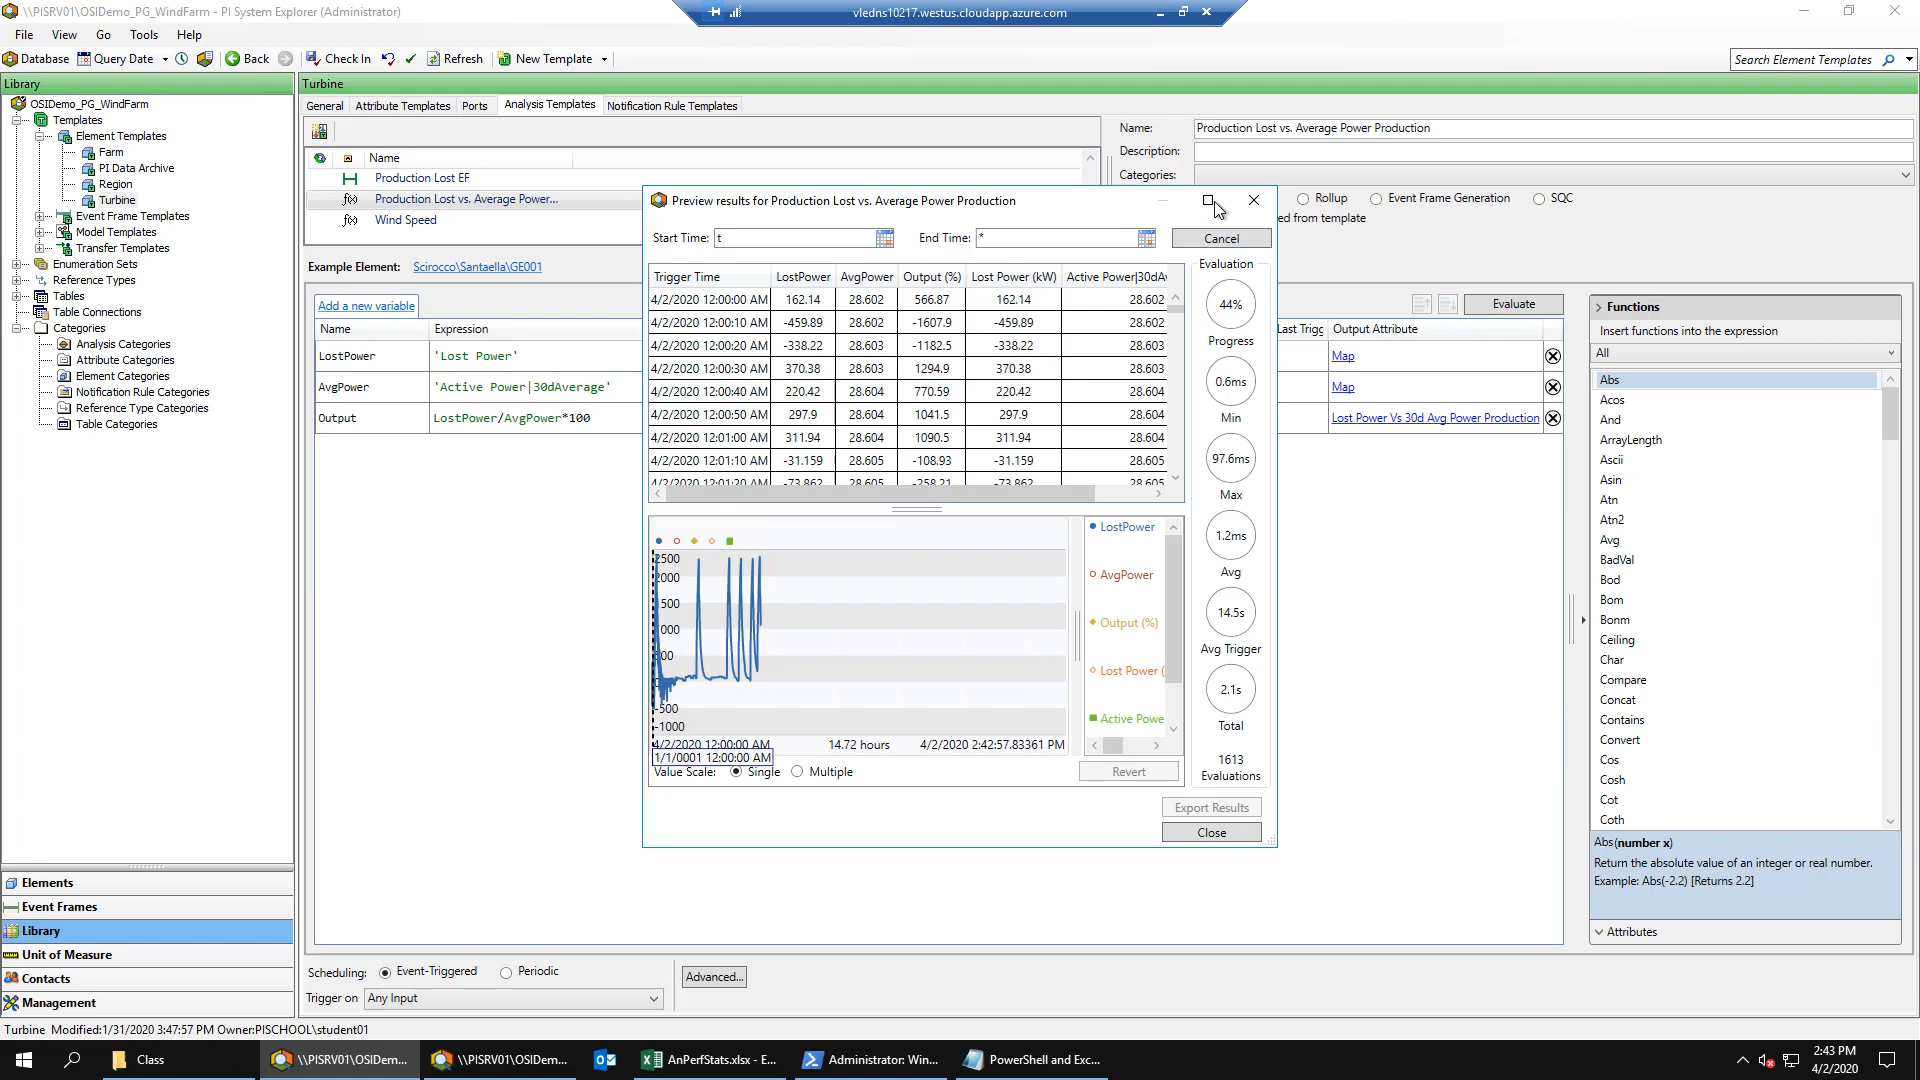 \\PISRV01\OSIDemo_PG_WindFarm - PI System Explorer (Administrator)
vledns10217.westus.cloudapp.azure.com
File View Go Tools Help
Database Query Date Back Check In Refresh New Template
Search Element Templates
Library
OSIDemo_PG_WindFarm
Templates
Element Templates
Farm
PI Data Archive
Region
Turbine
Event Frame Templates
Model Templates
Transfer Templates
Enumeration Sets
Reference Types
Tables
Table Connections
Categories
Analysis Categories
Attribute Categories
Element Categories
Notification Rule Categories
Reference Type Categories
Table Categories
Elements
Event Frames
Library
Unit of Measure
Contacts
Management
Turbine
General Attribute Templates Ports Analysis Templates Notification Rule Templates
Name
Production Lost EF
Production Lost vs. Average Power...
Wind Speed
Name: Production Lost vs. Average Power Production
Description:
Categories:
Rollup Event Frame Generation SQC
ed from template
Example Element: Scirocco\Santaella\GE001
Add a new variable
Evaluate
Name Expression Last Trigg Output Attribute
LostPower 'Lost Power' Map
AvgPower 'Active Power|30dAverage' Map
Output LostPower/AvgPower*100 Lost Power Vs 30d Avg Power Production
Preview results for Production Lost vs. Average Power Production
Start Time: t End Time: * Cancel
Trigger Time LostPower AvgPower Output (%) Lost Power (kW) Active Power|30dAv
4/2/2020 12:00:00 AM 162.14 28.602 566.87 162.14 28.602
4/2/2020 12:00:10 AM -459.89 28.602 -1607.9 -459.89 28.602
4/2/2020 12:00:20 AM -338.22 28.603 -1182.5 -338.22 28.603
4/2/2020 12:00:30 AM 370.38 28.603 1294.9 370.38 28.603
4/2/2020 12:00:40 AM 220.42 28.604 770.59 220.42 28.604
4/2/2020 12:00:50 AM 297.9 28.604 1041.5 297.9 28.604
4/2/2020 12:01:00 AM 311.94 28.604 1090.5 311.94 28.604
4/2/2020 12:01:10 AM -31.159 28.605 -108.93 -31.159 28.605
4/2/2020 12:01:20 AM -73.862 28.605 -258.21 -73.862 28.605
Evaluation
44%
Progress
0.6ms
Min
97.6ms
Max
1.2ms
Avg
14.5s
Avg Trigger
2.1s
Total
1613
Evaluations
2500
2000
500
000
500
-500
-1000
4/2/2020 12:00:00 AM 14.72 hours 4/2/2020 2:42:57.83361 PM
1/1/0001 12:00:00 AM
LostPower
AvgPower
Output (%)
Lost Power (
Active Powe
Value Scale: Single Multiple Revert
Export Results
Close
Functions
Insert functions into the expression
All
Abs
Acos
And
ArrayLength
Ascii
Asin
Atn
Atn2
Avg
BadVal
Bod
Bom
Bonm
Ceiling
Char
Compare
Concat
Contains
Convert
Cos
Cosh
Cot
Coth
Abs(number x)
Return the absolute value of an integer or real number.
Example: Abs(-2.2) [Returns 2.2]
Attributes
Scheduling: Event-Triggered Periodic Advanced...
Trigger on Any Input
Turbine Modified:1/31/2020 3:47:57 PM Owner:PISCHOOL\student01
Class \\PISRV01\OSIDem... \\PISRV01\OSIDem... AnPerfStats.xlsx - E... Administrator: Win... PowerShell and Exc...
2:43 PM
4/2/2020